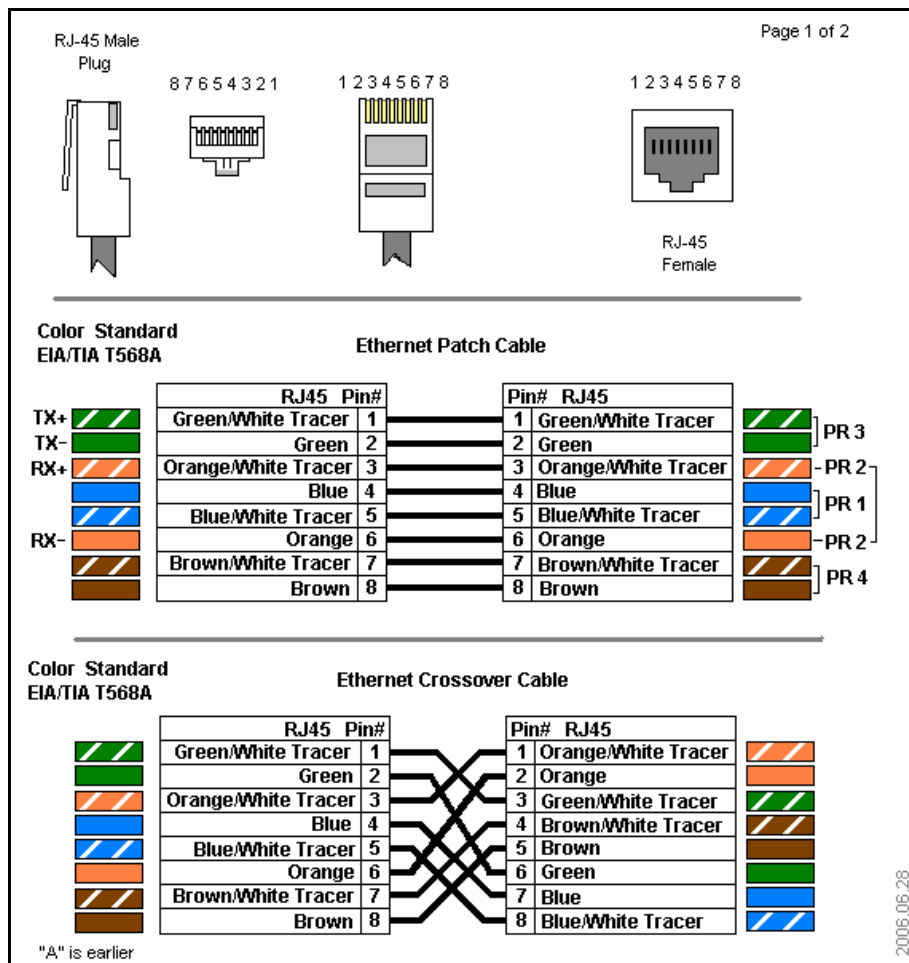 Page 1 of 2
RJ-45 Male
Plug
8 7 6 5 4 3 2 1
1 2 3 4 5 6 7 8
1 2 3 4 5 6 7 8
RJ-45
Female
Color Standard
EIA/TIA T568A
Ethernet Patch Cable
RJ45 Pin#
Pin# RJ45
TX+ Green/White Tracer 1 1 Green/White Tracer
TX- Green 2 2 Green
PR 3
RX+ Orange/White Tracer 3 3 Orange/White Tracer PR 2
Blue 4 4 Blue
Blue/White Tracer 5 5 Blue/White Tracer
PR 1
RX- Orange 6 6 Orange PR 2
Brown/White Tracer 7 7 Brown/White Tracer
Brown 8 8 Brown
PR 4
Color Standard
EIA/TIA T568A
Ethernet Crossover Cable
RJ45 Pin#
Pin# RJ45
Green/White Tracer 1 1 Orange/White Tracer
Green 2 2 Orange
Orange/White Tracer 3 3 Green/White Tracer
Blue 4 4 Brown/White Tracer
Blue/White Tracer 5 5 Brown
Orange 6 6 Green
Brown/White Tracer 7 7 Blue
Brown 8 8 Blue/White Tracer
"A" is earlier
2006.06.28